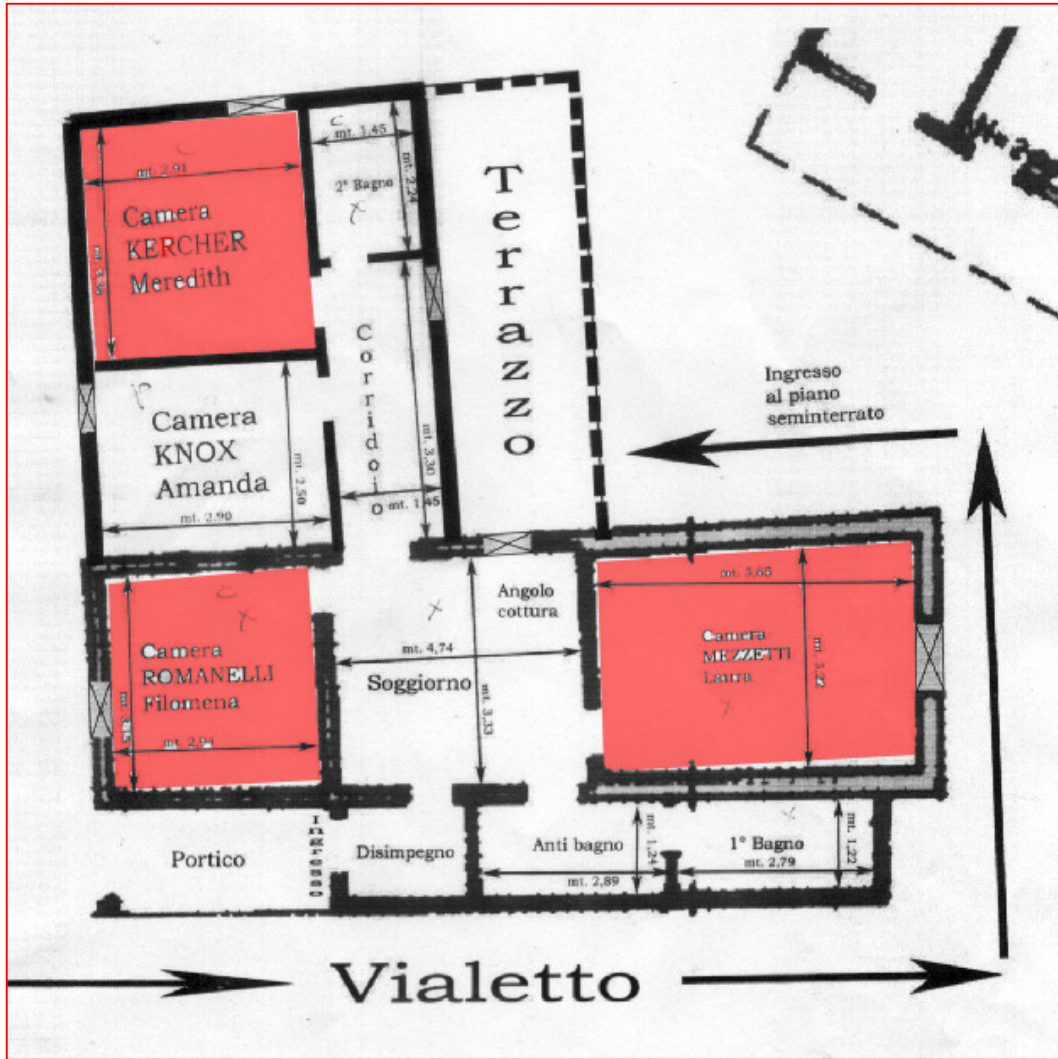 mt. 1,45
mt. 2,24
2° Bagno
mt. 2,91
Camera
KERCHER
Meredith
Terrazzo
Corridoio
Ingresso
al piano
seminterrato
Camera
KNOX
Amanda
mt. 2,50
mt. 2,90
mt. 3,30
mt. 1,45
Angolo
cottura
mt. 3,65
Camera
ROMANELLI
Filomena
mt. 2,94
mt. 4,74
Soggiorno
mt. 3,33
Camera
MEZZETTI
Laura
mt. 3,22
Portico
Ingresso
Disimpegno
Anti bagno
mt. 1,24
mt. 2,89
1° Bagno
mt. 2,79
mt. 1,22
Vialetto